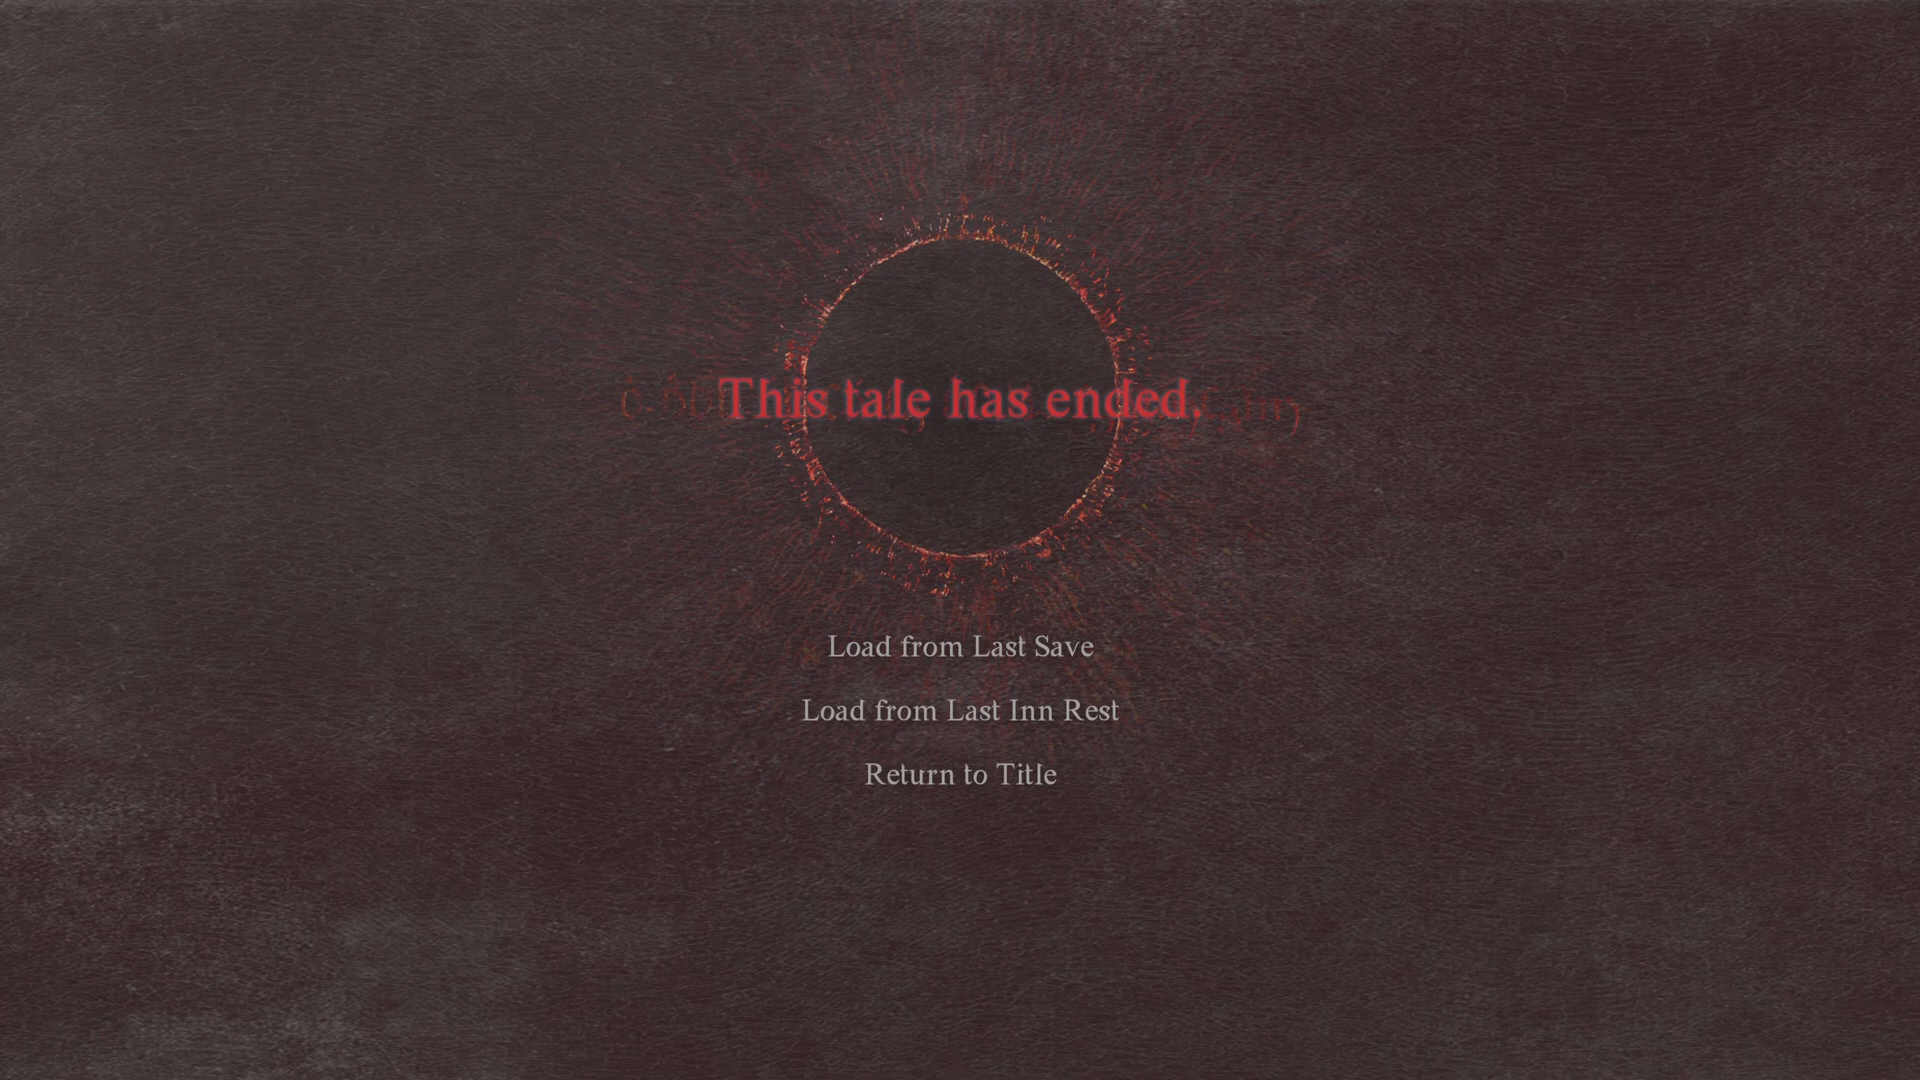 This tale has ended.
Load from Last Save
Load from Last Inn Rest
Return to Title